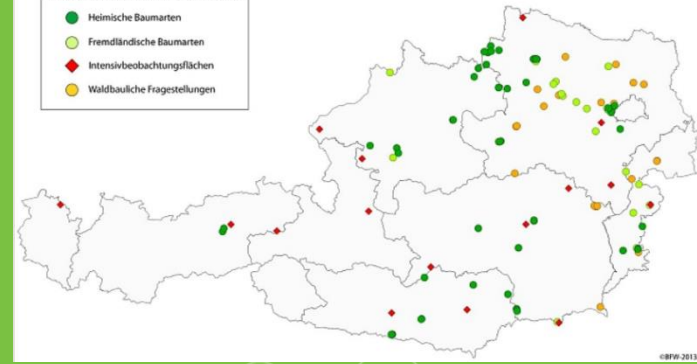 Heimische Baumarten
Fremdländische Baumarten
Intensivbeobachtungsflächen
Waldbauliche Fragestellungen
©BFW-2013